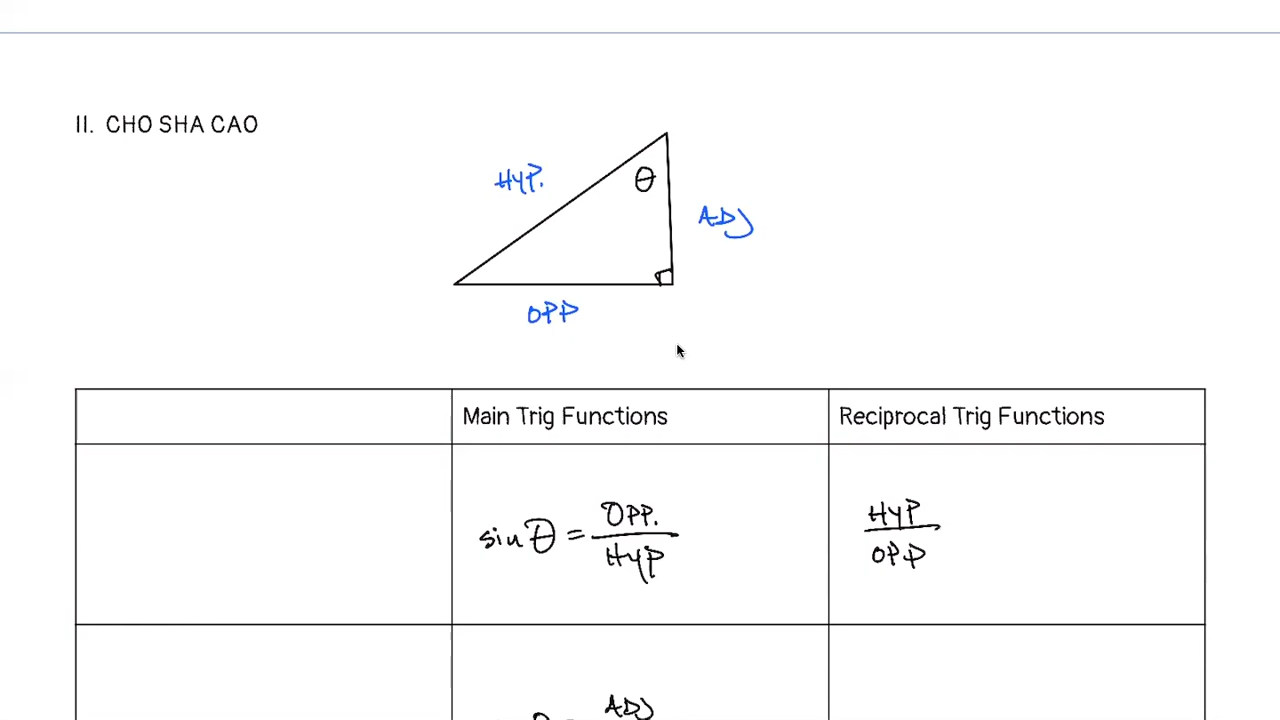 II. CHO SHA CAO
HYP.
θ
ADJ
OPP
Main Trig Functions
Reciprocal Trig Functions
sin θ = OPP. / HYP
HYP / OPP
ADJ